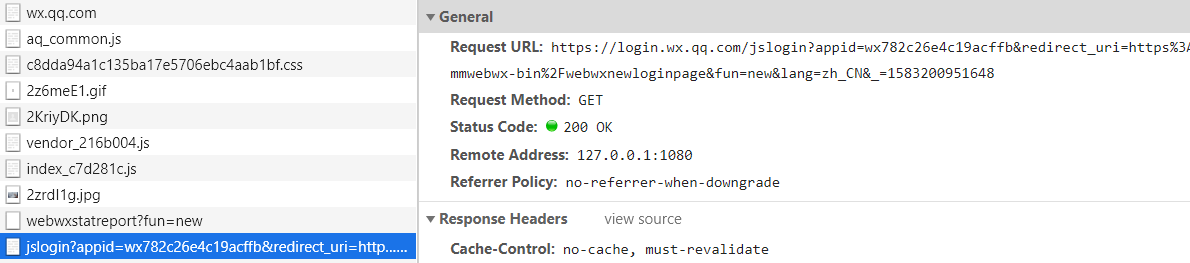 wx.qq.com
aq_common.js
c8dda94a1c135ba17e5706ebc4aab1bf.css
2z6meE1.gif
2KriyDK.png
vendor_216b004.js
index_c7d281c.js
2zrdI1g.jpg
webwxstatreport?fun=new
jslogin?appid=wx782c26e4c19acffb&redirect_uri=http......
General
Request URL: https://login.wx.qq.com/jslogin?appid=wx782c26e4c19acffb&redirect_uri=https%3A
mmwebwx-bin%2Fwebwxnewloginpage&fun=new&lang=zh_CN&_=1583200951648
Request Method: GET
Status Code: 200 OK
Remote Address: 127.0.0.1:1080
Referrer Policy: no-referrer-when-downgrade
Response Headers view source
Cache-Control: no-cache, must-revalidate